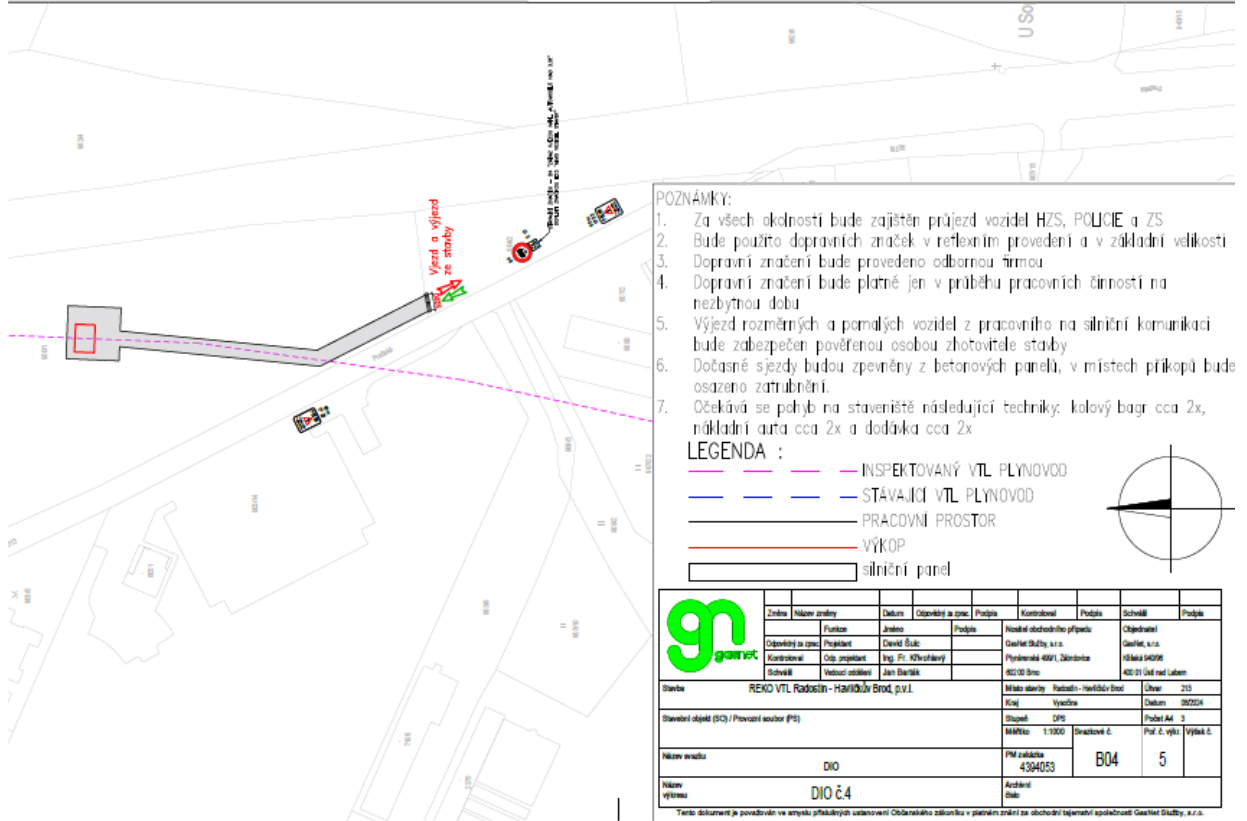 U So
Vjezd a výjezd
ze stavby
Pražská
POZNÁMKY:
1. Za všech okolností bude zajištěn průjezd vozidel HZS, POLICIE a ZS
2. Bude použito dopravních značek v reflexním provedení a v základní velikosti
3. Dopravní značení bude provedeno odbornou firmou
4. Dopravní značení bude platné jen v průběhu pracovních činností na
nezbytnou dobu
5. Výjezd rozměrných a pomalých vozidel z pracovního na silniční komunikaci
bude zabezpečen pověřenou osobou zhotovitele stavby
6. Dočasné sjezdy budou zpevněny z betonových panelů, v místech příkopů bude
osazeno zatrubnění.
7. Očekává se pohyb na staveniště následující techniky: kolový bagr cca 2x,
nákladní auta cca 2x a dodávka cca 2x
LEGENDA :
INSPEKTOVANÝ VTL PLYNOVOD
STÁVAJÍCÍ VTL PLYNOVOD
PRACOVNÍ PROSTOR
VÝKOP
silniční panel
gasnet
Změna Název změny Datum Odpovědný za zprac. Podpis Kontroloval Podpis Schválil Podpis
Funkce Jméno Podpis Nositel obchodního případu Objednatel
Odpovědný za zprac. Projektant David Šulc GasNet Služby, s.r.o. GasNet, s.r.o.
Kontroloval Odp. projektant Ing. Fr. Křivohlavý Plynárenská 499/1, Zábrdovice Klíšská 940/96
Schválil Vedoucí oddělení Jan Barták 602 00 Brno 400 01 Ústí nad Labem
Stavba REKO VTL Radostín - Havlíčkův Brod, p.v.l. Místo stavby Radostín - Havlíčkův Brod Útvar 213
Kraj Vysočina Datum 05/2024
Stavební objekt (SO) / Provozní soubor (PS) Stupeň DPS Počet A4 3
Měřítko 1:1000 Svazkové č. Poř. č. výkr. Výtisk č.
Název svazku DIO PM zakázka 4394053 B04 5
Název výkresu DIO č.4 Archivní číslo
Tento dokument je považován ve smyslu příslušných ustanovení Občanského zákoníku v platném znění za obchodní tajemství společnosti GasNet Služby, s.r.o.